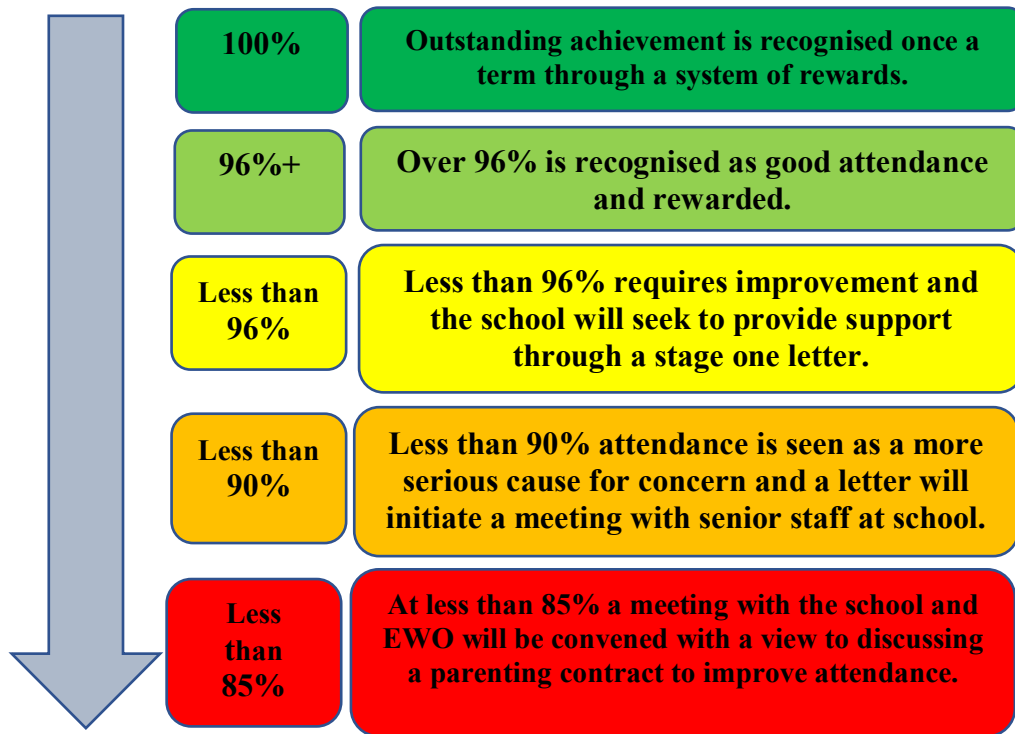 100%
Outstanding achievement is recognised once a
term through a system of rewards.
96%+
Over 96% is recognised as good attendance
and rewarded.
Less than
96%
Less than 96% requires improvement and
the school will seek to provide support
through a stage one letter.
Less than
90%
Less than 90% attendance is seen as a more
serious cause for concern and a letter will
initiate a meeting with senior staff at school.
Less
than
85%
At less than 85% a meeting with the school and
EWO will be convened with a view to discussing
a parenting contract to improve attendance.